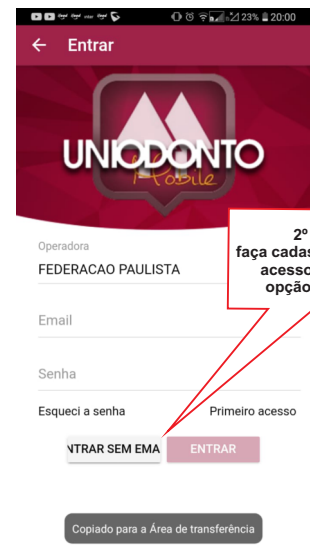 23% 20:00
← Entrar
UNIODONTO
Mobile
Operadora
FEDERACAO PAULISTA
2º
faça cadas
acesso
opção
Email
Senha
Esqueci a senha Primeiro acesso
NTRAR SEM EMA ENTRAR
Copiado para a Área de transferência